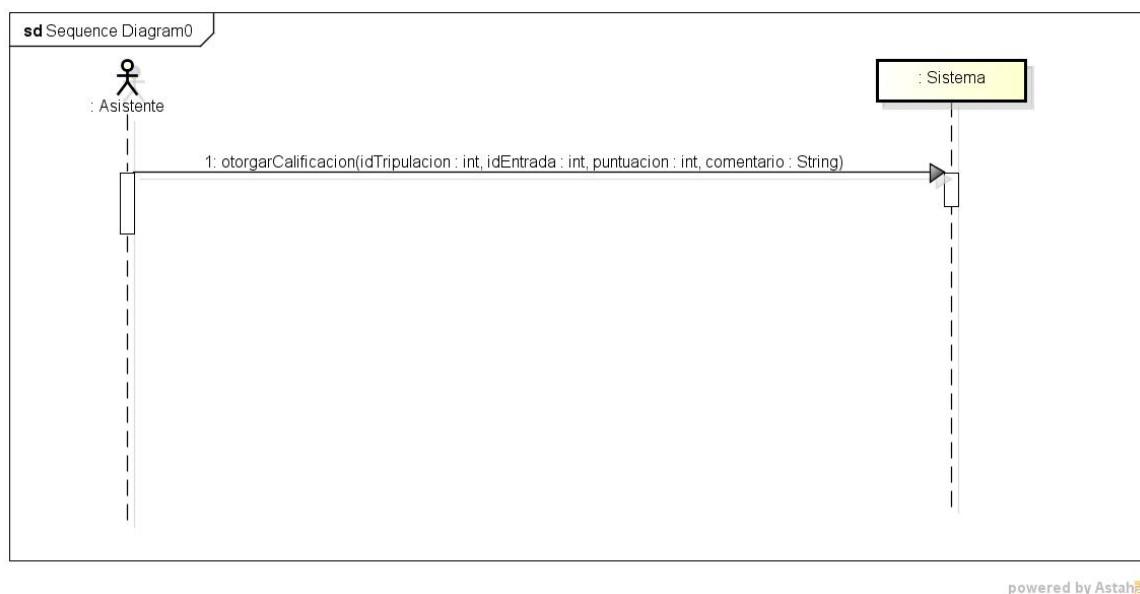 sd Sequence Diagram0
: Asistente
: Sistema
1: otorgarCalificacion(idTripulacion : int, idEntrada : int, puntuacion : int, comentario : String)
powered by Astah